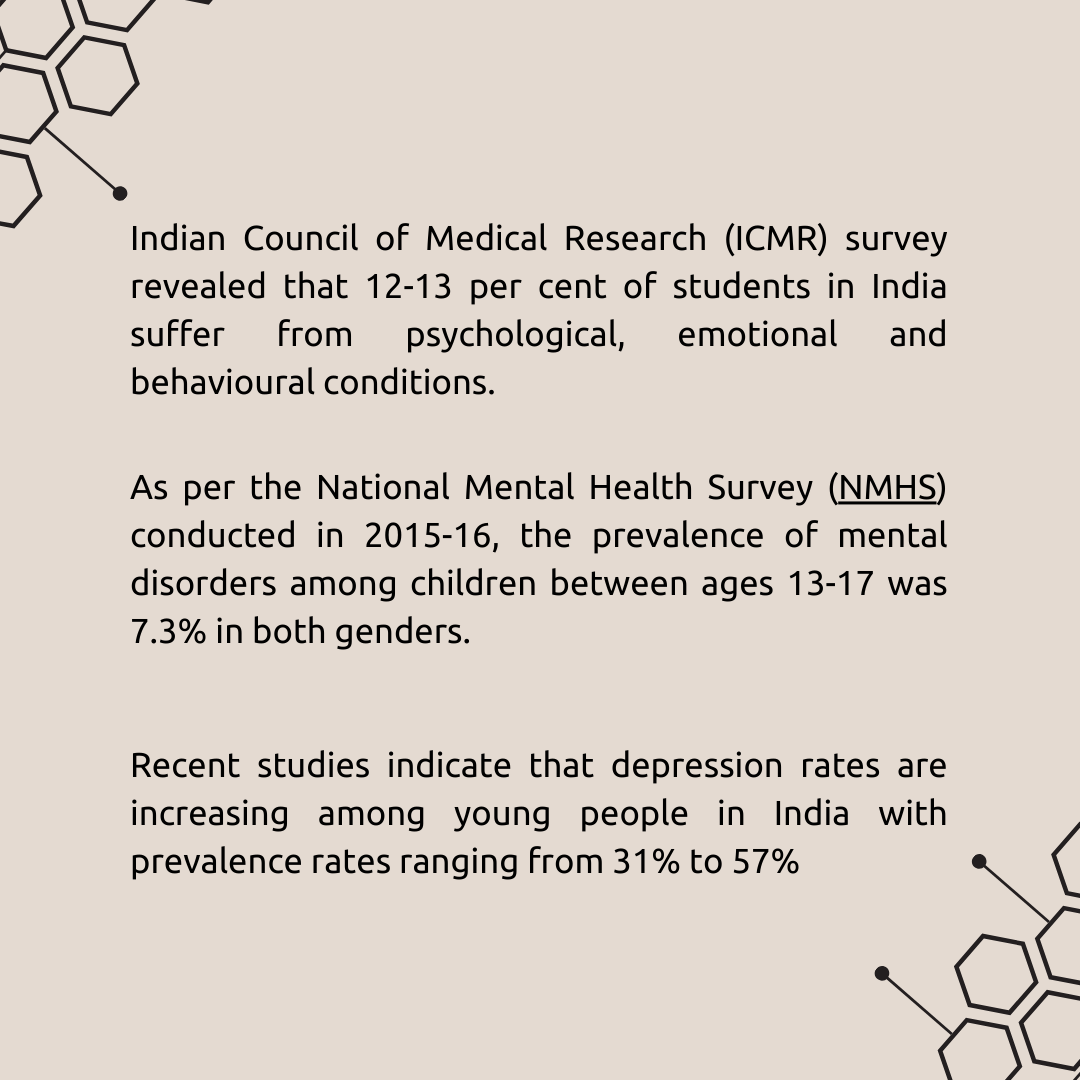 Indian Council of Medical Research (ICMR) survey
revealed that 12-13 per cent of students in India
suffer from psychological, emotional and
behavioural conditions.
As per the National Mental Health Survey (NMHS)
conducted in 2015-16, the prevalence of mental
disorders among children between ages 13-17 was
7.3% in both genders.
Recent studies indicate that depression rates are
increasing among young people in India with
prevalence rates ranging from 31% to 57%